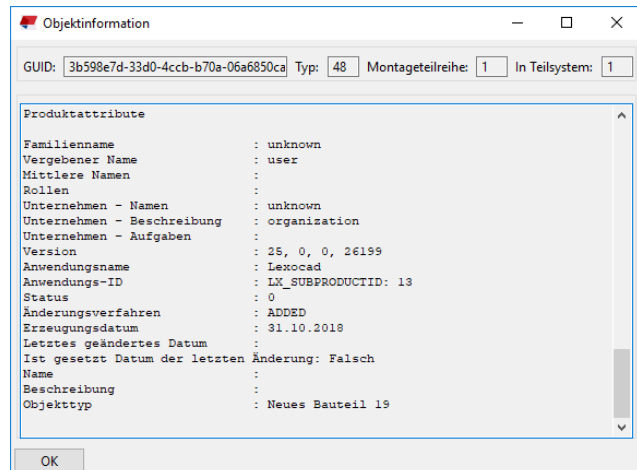 Objektinformation
GUID: 3b598e7d-33d0-4ccb-b70a-06a6850ca Typ: 48 Montageteilreihe: 1 In Teilsystem: 1
Produktattribute
Familienname : unknown
Vergebener Name : user
Mittlere Namen :
Rollen :
Unternehmen - Namen : unknown
Unternehmen - Beschreibung : organization
Unternehmen - Aufgaben :
Version : 25, 0, 0, 26199
Anwendungsname : Lexocad
Anwendungs-ID : LX_SUBPRODUCTID: 13
Status : 0
Änderungsverfahren : ADDED
Erzeugungsdatum : 31.10.2018
Letztes geändertes Datum :
Ist gesetzt Datum der letzten Änderung: Falsch
Name :
Beschreibung :
Objekttyp : Neues Bauteil 19
OK